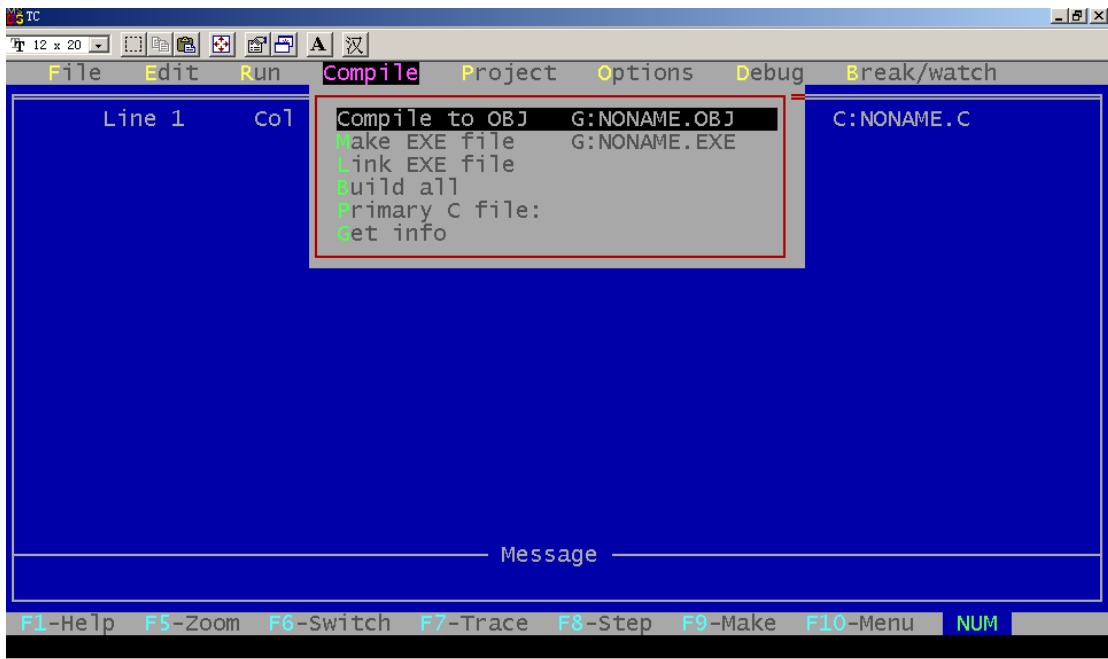 TC
12 x 20 A 汉
File Edit Run Compile Project Options Debug Break/watch
Line 1 Col C:NONAME.C
Compile to OBJ G:NONAME.OBJ
Make EXE file G:NONAME.EXE
Link EXE file
Build all
Primary C file:
Get info
Message
F1-Help F5-Zoom F6-Switch F7-Trace F8-Step F9-Make F10-Menu NUM